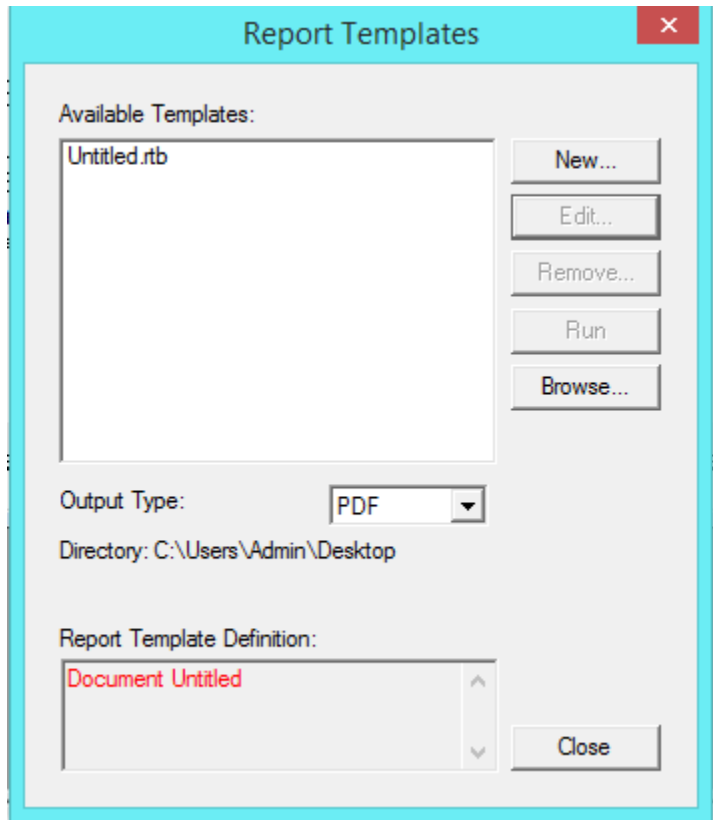 Report Templates
Available Templates:
Untitled.rtb
New...
Edit...
Remove...
Run
Browse...
Output Type:
PDF
Directory: C:\Users\Admin\Desktop
Report Template Definition:
Document Untitled
Close